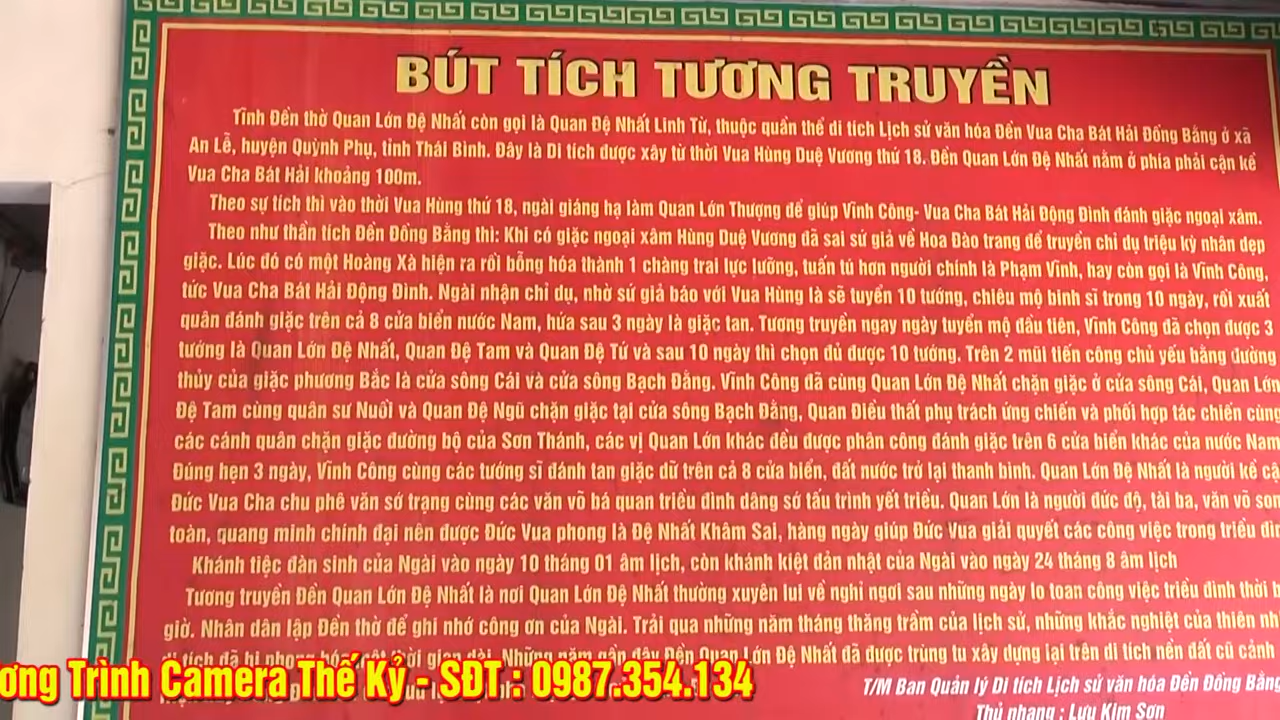 BÚT TÍCH TƯƠNG TRUYỀN
Tĩnh Đền thờ Quan Lớn Đệ Nhất còn gọi là Quan Đệ Nhất Linh Từ, thuộc quần thể di tích Lịch sử văn hóa Đền Vua Cha Bát Hải Đồng Bằng ở xã
An Lễ, huyện Quỳnh Phụ, tỉnh Thái Bình. Đây là Di tích được xây từ thời Vua Hùng Duệ Vương thứ 18. Đền Quan Lớn Đệ Nhất nằm ở phía phải cận kề
Vua Cha Bát Hải khoảng 100m.
Theo sự tích thì vào thời Vua Hùng thứ 18, ngài giáng hạ làm Quan Lớn Thượng để giúp Vĩnh Công- Vua Cha Bát Hải Động Đình đánh giặc ngoại xâm.
Theo như thần tích Đền Đồng Bằng thì: Khi có giặc ngoại xâm Hùng Duệ Vương đã sai sứ giả về Hoa Đào trang để truyền chỉ dụ triệu kỳ nhân dẹp
giặc. Lúc đó có một Hoàng Xà hiện ra rồi bỗng hóa thành 1 chàng trai lực lưỡng, tuấn tú hơn người chính là Phạm Vĩnh, hay còn gọi là Vĩnh Công,
tức Vua Cha Bát Hải Động Đình. Ngài nhận chỉ dụ, nhờ sứ giả báo với Vua Hùng là sẽ tuyển 10 tướng, chiêu mộ binh sĩ trong 10 ngày, rồi xuất
quân đánh giặc trên cả 8 cửa biển nước Nam, hứa sau 3 ngày là giặc tan. Tương truyền ngay ngày tuyển mộ đầu tiên, Vĩnh Công đã chọn được 3
tướng là Quan Lớn Đệ Nhất, Quan Đệ Tam và Quan Đệ Tứ và sau 10 ngày thì chọn đủ được 10 tướng. Trên 2 mũi tiến công chủ yếu bằng đường
thủy của giặc phương Bắc là cửa sông Cái và cửa sông Bạch Đằng. Vĩnh Công đã cùng Quan Lớn Đệ Nhất chặn giặc ở cửa sông Cái, Quan Lớn
Đệ Tam cùng quân sư Nuồi và Quan Đệ Ngũ chặn giặc tại cửa sông Bạch Đằng, Quan Điều thất phụ trách ứng chiến và phối hợp tác chiến cùng
các cánh quân chặn giặc đường bộ của Sơn Thánh, các vị Quan Lớn khác đều được phân công đánh giặc trên 6 cửa biển khác của nước Nam
Đúng hẹn 3 ngày, Vĩnh Công cùng các tướng sĩ đánh tan giặc dữ trên cả 8 cửa biển, đất nước trở lại thanh bình. Quan Lớn Đệ Nhất là người kề cậ
Đức Vua Cha chu phê văn sớ trạng cùng các văn võ bá quan triều đình dâng sớ tấu trình yết triều. Quan Lớn là người đức độ, tài ba, văn võ son
toàn, quang minh chính đại nên được Đức Vua phong là Đệ Nhất Khâm Sai, hàng ngày giúp Đức Vua giải quyết các công việc trong triều đìn
Khánh tiệc đản sinh của Ngài vào ngày 10 tháng 01 âm lịch, còn khánh kiệt đản nhật của Ngài vào ngày 24 tháng 8 âm lịch
Tương truyền Đền Quan Lớn Đệ Nhất là nơi Quan Lớn Đệ Nhất thường xuyên lui về nghỉ ngơi sau những ngày lo toan công việc triều đình thời b
giờ. Nhân dân lập Đền thờ để ghi nhớ công ơn của Ngài. Trải qua những năm tháng thăng trầm của lịch sử, những khắc nghiệt của thiên nh
di tích đã bị phong hóa một thời gian dài. Những năm gần đây Đền Quan Lớn Đệ Nhất đã được trùng tu xây dựng lại trên di tích nền đất cũ cảnh
ương Trình Camera Thế Kỷ - SĐT : 0987.354.134
T/M Ban Quản lý Di tích Lịch sử văn hóa Đền Đồng Bằng
Thủ nhang : Lưu Kim Sơn